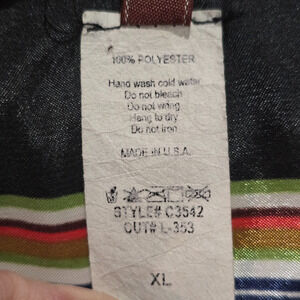 100% POLYESTER
Hand wash cold water
Do not bleach
Do not wring
Hang to dry
Do not iron
MADE IN U.S.A.
STYLE# C3542
CUT# L-353
XL